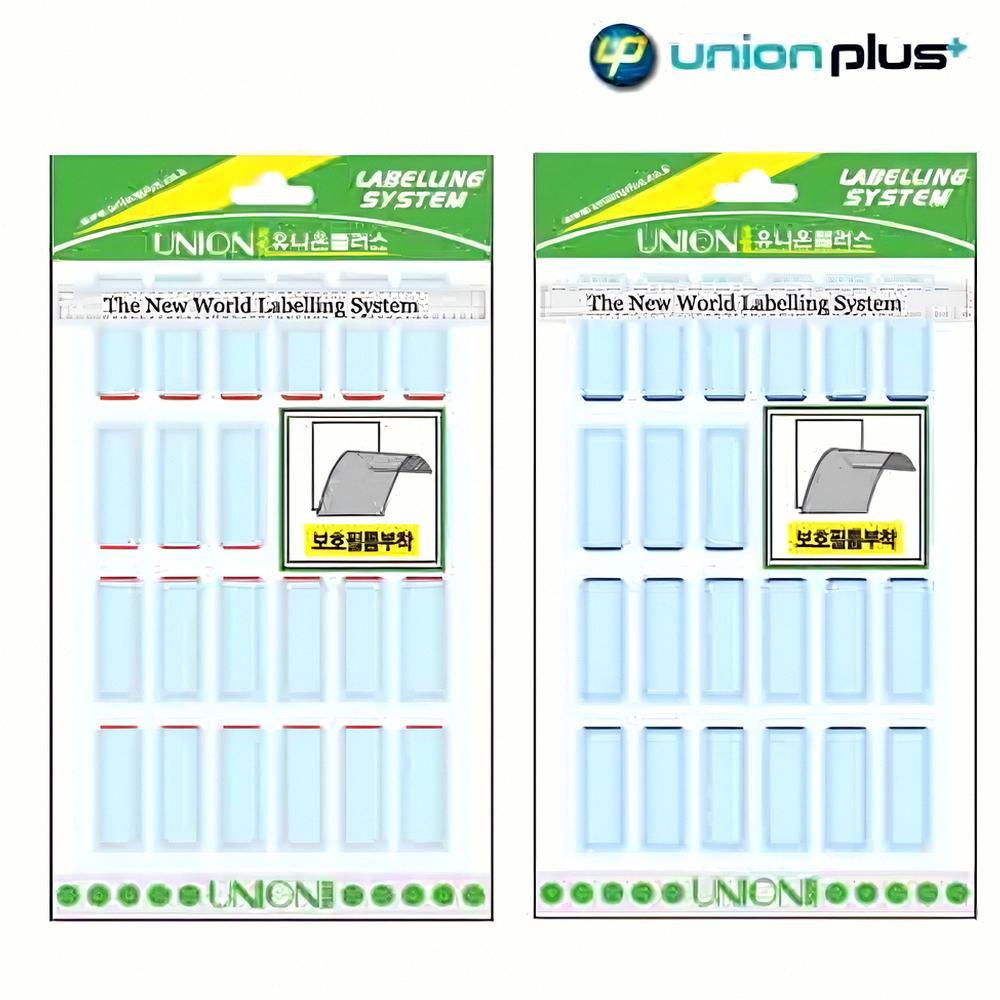 union plus+
LABELLING
SYSTEM
UNION 유니온플러스
The New World Labelling System
보호필름부착
UNION
LABELLING
SYSTEM
UNION 유니온플러스
The New World Labelling System
보호필름부착
UNION